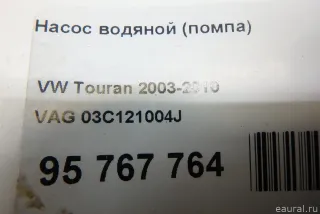 Насос водяной (помпа)
VW Touran 2003-2010
VAG 03C121004J
95 767 764
eaural.ru